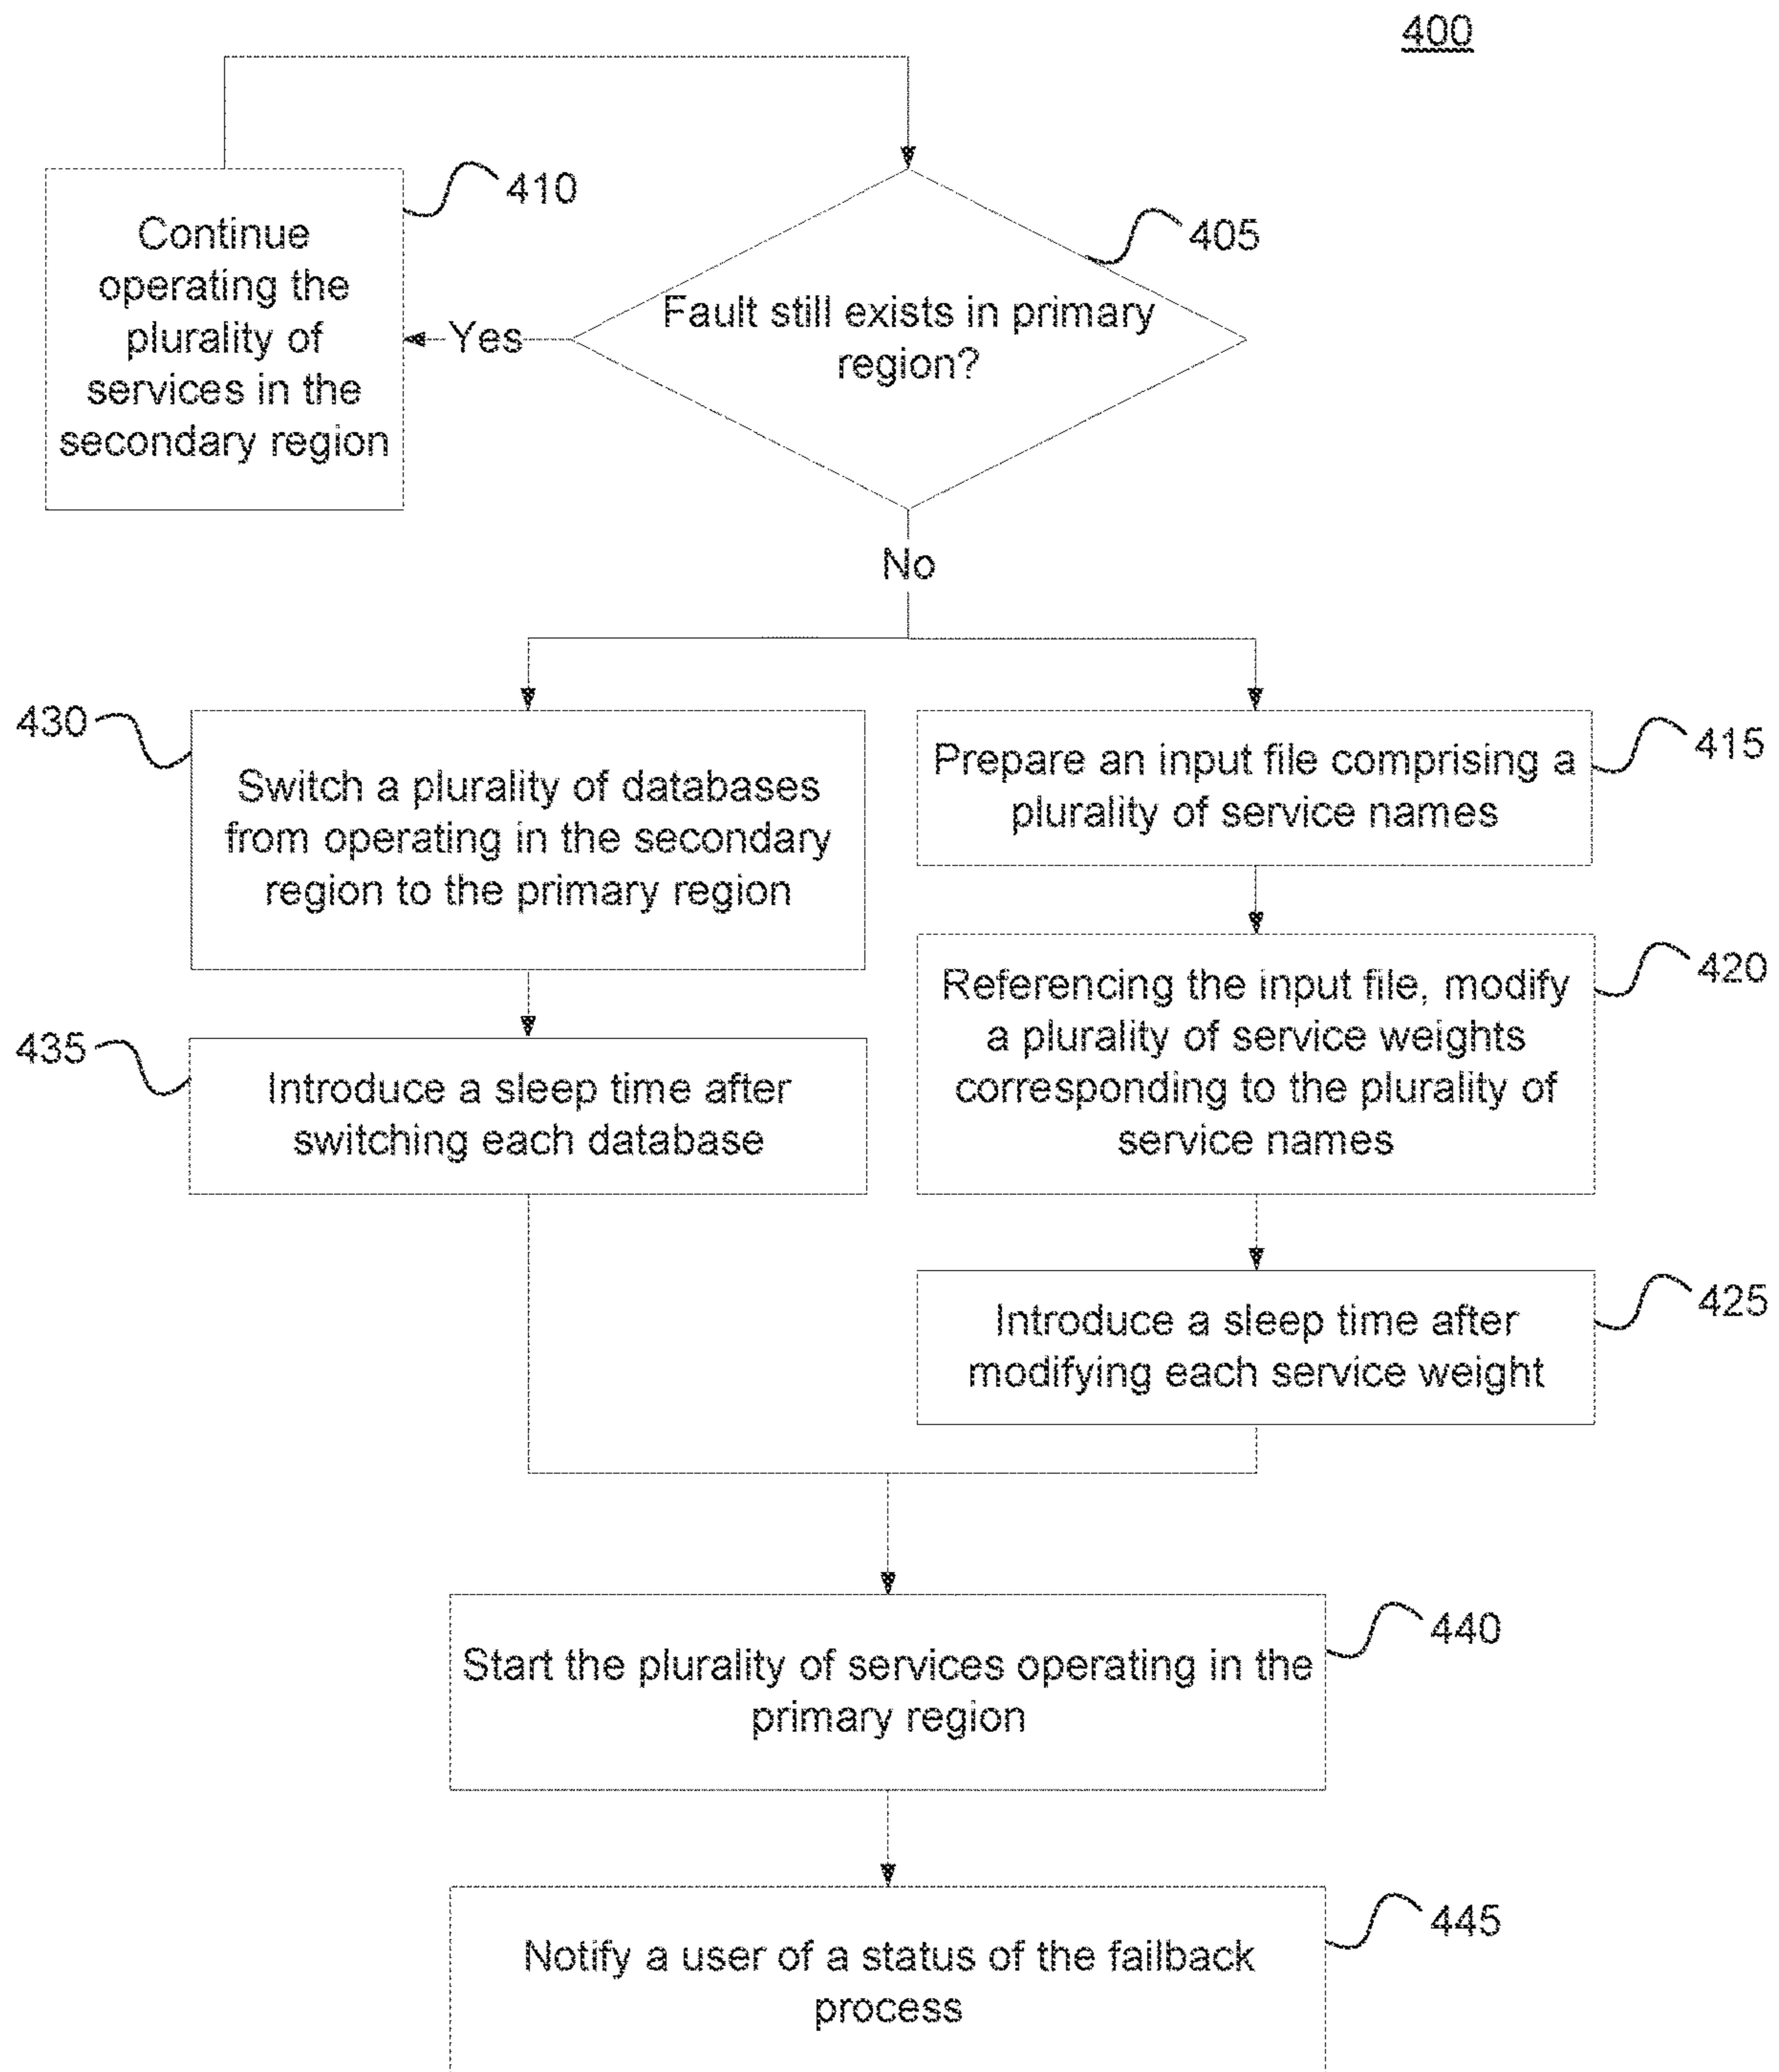 400
Continue
operating the
plurality of
services in the
secondary region
410
Fault still exists in primary
region?
405
Yes
No
430
Switch a plurality of databases
from operating in the secondary
region to the primary region
Prepare an input file comprising a
plurality of service names
415
Referencing the input file, modify
a plurality of service weights
corresponding to the plurality of
service names
420
435
Introduce a sleep time after
switching each database
Introduce a sleep time after
modifying each service weight
425
Start the plurality of services operating in the
primary region
440
Notify a user of a status of the failback
process
445